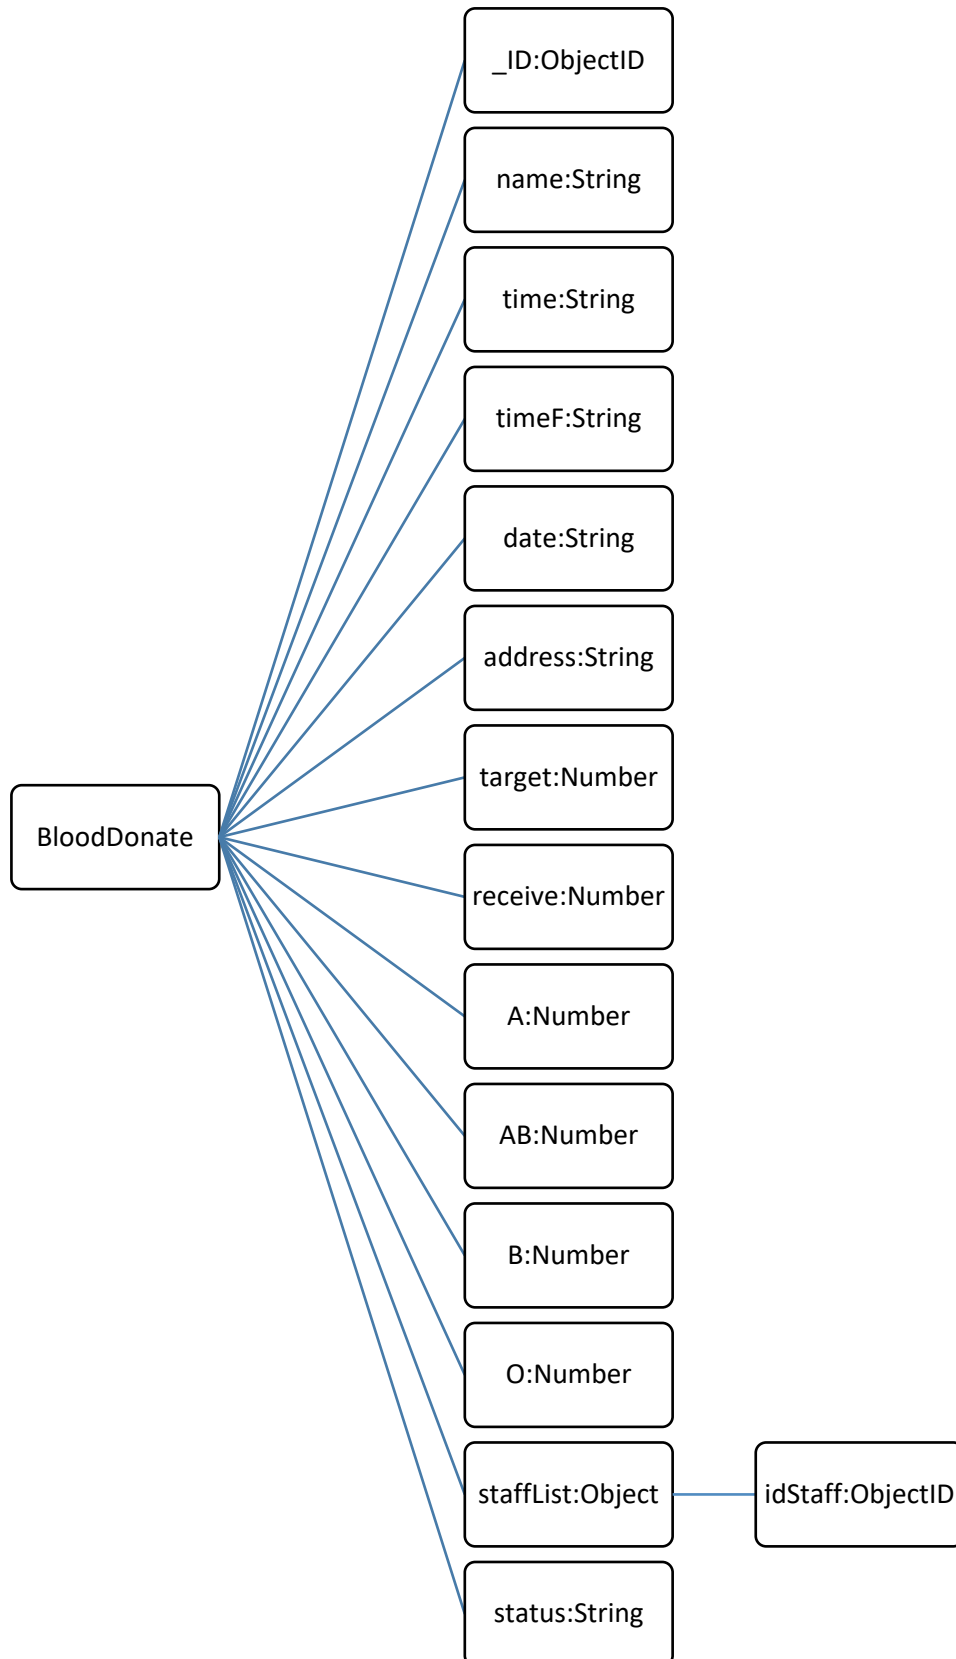 _ID:ObjectID
name:String
time:String
timeF:String
date:String
address:String
target:Number
BloodDonate
receive:Number
A:Number
AB:Number
B:Number
O:Number
staffList:Object
idStaff:ObjectID
status:String